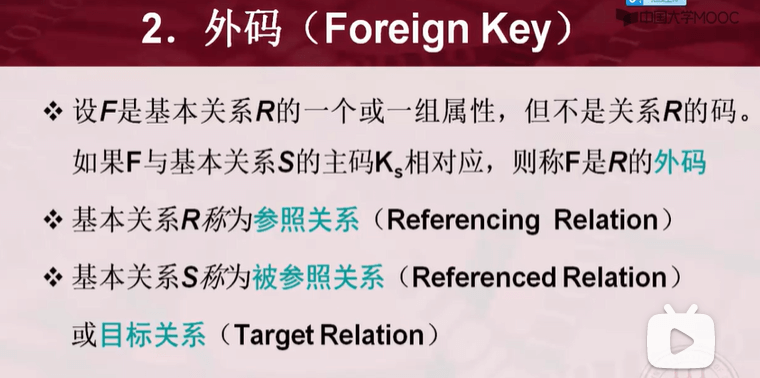 中国大学MOOC
2. 外码（Foreign Key）
❖ 设F是基本关系R的一个或一组属性，但不是关系R的码。
如果F与基本关系S的主码Ks相对应，则称F是R的外码
❖ 基本关系R称为参照关系（Referencing Relation）
❖ 基本关系S称为被参照关系（Referenced Relation）
或目标关系（Target Relation）